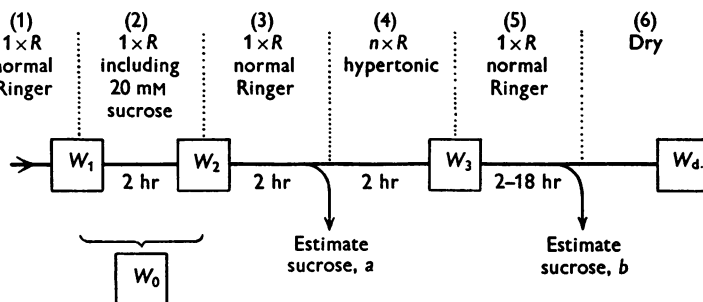 (1) (2) (3) (4) (5) (6)
1×R 1×R 1×R n×R 1×R Dry
normal including normal hypertonic normal
Ringer 20 mM Ringer Ringer
sucrose
W1 W2 W3 Wd.
2 hr 2 hr 2 hr 2–18 hr
Estimate Estimate
sucrose, a sucrose, b
W0